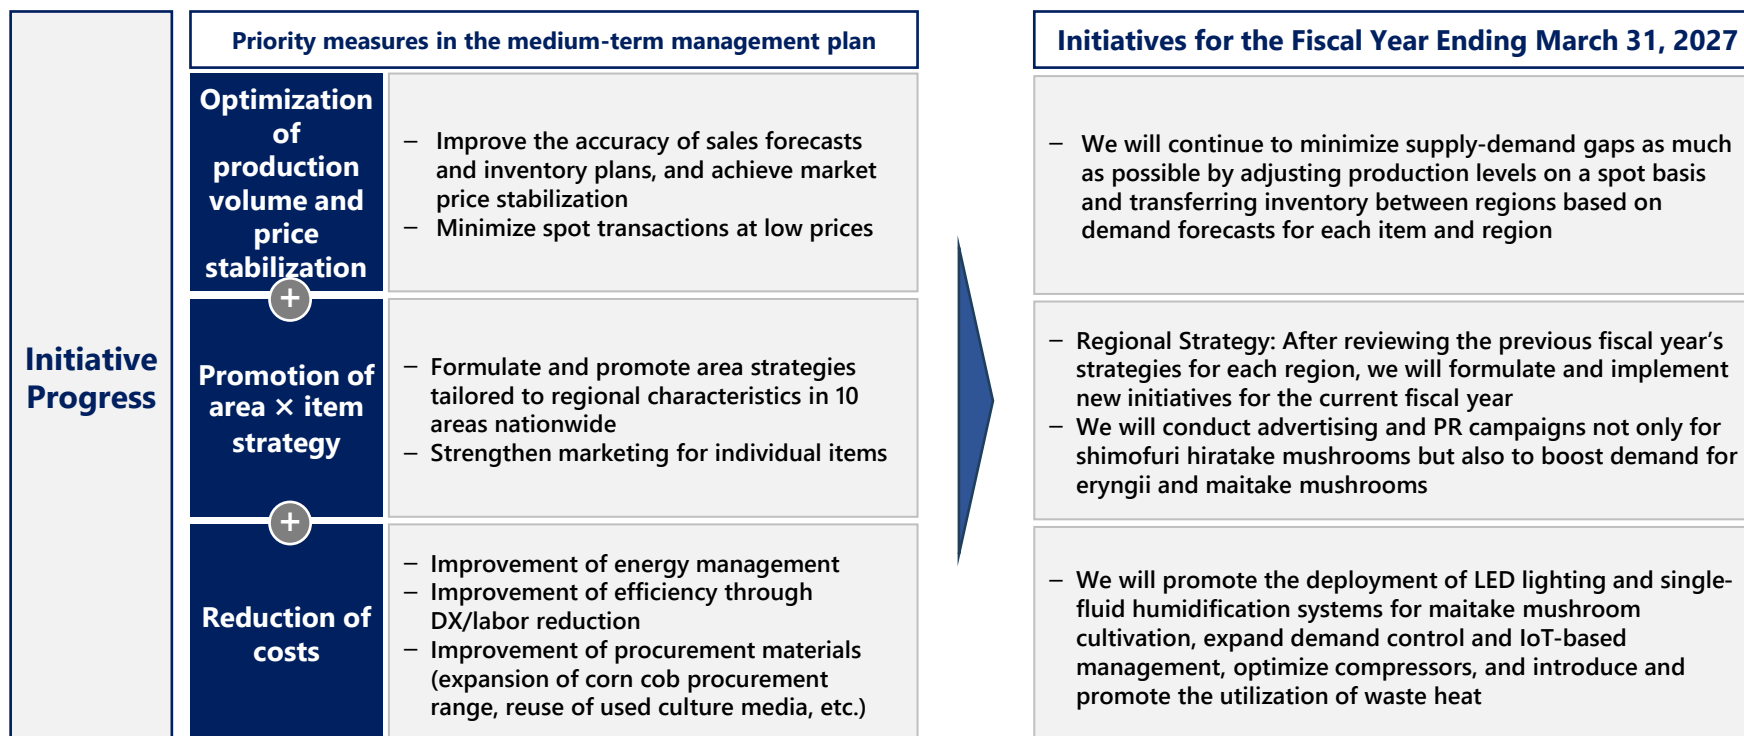 Initiative
Progress
Priority measures in the medium-term management plan
Initiatives for the Fiscal Year Ending March 31, 2027
Optimization
of
production
volume and
price
stabilization
– Improve the accuracy of sales forecasts
and inventory plans, and achieve market
price stabilization
– Minimize spot transactions at low prices
– We will continue to minimize supply-demand gaps as much
as possible by adjusting production levels on a spot basis
and transferring inventory between regions based on
demand forecasts for each item and region
+
Promotion of
area × item
strategy
– Formulate and promote area strategies
tailored to regional characteristics in 10
areas nationwide
– Strengthen marketing for individual items
– Regional Strategy: After reviewing the previous fiscal year’s
strategies for each region, we will formulate and implement
new initiatives for the current fiscal year
– We will conduct advertising and PR campaigns not only for
shimofuri hiratake mushrooms but also to boost demand for
eryngii and maitake mushrooms
+
Reduction of
costs
– Improvement of energy management
– Improvement of efficiency through
DX/labor reduction
– Improvement of procurement materials
(expansion of corn cob procurement
range, reuse of used culture media, etc.)
– We will promote the deployment of LED lighting and single-
fluid humidification systems for maitake mushroom
cultivation, expand demand control and IoT-based
management, optimize compressors, and introduce and
promote the utilization of waste heat